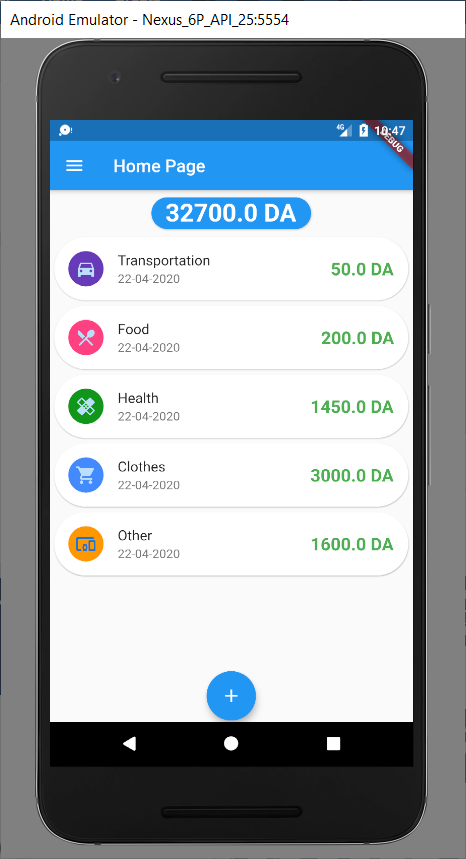 Android Emulator - Nexus_6P_API_25:5554
4G 10:47
DEBUG
Home Page
32700.0 DA
Transportation
50.0 DA
22-04-2020
Food
200.0 DA
22-04-2020
Health
1450.0 DA
22-04-2020
Clothes
3000.0 DA
22-04-2020
Other
1600.0 DA
22-04-2020